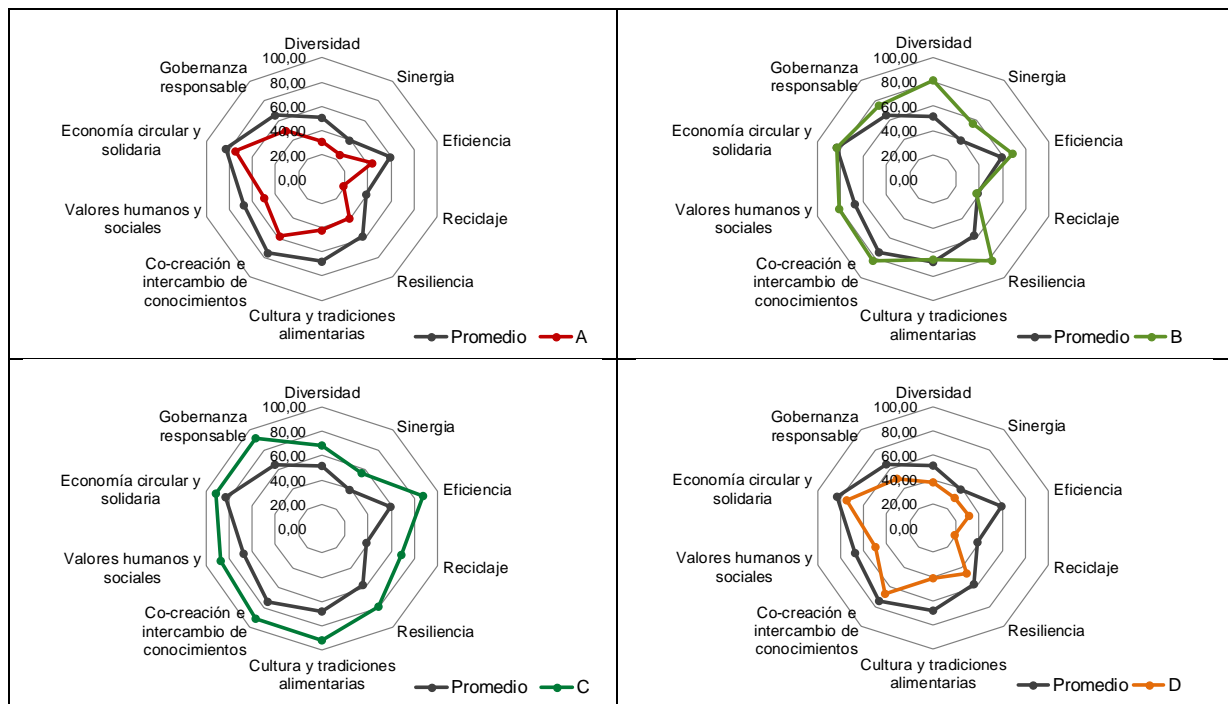 Diversidad
100,00
80,00
60,00
40,00
20,00
0,00
Sinergia
Eficiencia
Reciclaje
Resiliencia
Cultura y tradiciones
alimentarias
Co-creación e
intercambio de
conocimientos
Valores humanos y
sociales
Economía circular y
solidaria
Gobernanza
responsable
Promedio
A
Diversidad
100,00
80,00
60,00
40,00
20,00
0,00
Sinergia
Eficiencia
Reciclaje
Resiliencia
Cultura y tradiciones
alimentarias
Co-creación e
intercambio de
conocimientos
Valores humanos y
sociales
Economía circular y
solidaria
Gobernanza
responsable
Promedio
B
Diversidad
100,00
80,00
60,00
40,00
20,00
0,00
Sinergia
Eficiencia
Reciclaje
Resiliencia
Cultura y tradiciones
alimentarias
Co-creación e
intercambio de
conocimientos
Valores humanos y
sociales
Economía circular y
solidaria
Gobernanza
responsable
Promedio
C
Diversidad
100,00
80,00
60,00
40,00
20,00
0,00
Sinergia
Eficiencia
Reciclaje
Resiliencia
Cultura y tradiciones
alimentarias
Co-creación e
intercambio de
conocimientos
Valores humanos y
sociales
Economía circular y
solidaria
Gobernanza
responsable
Promedio
D